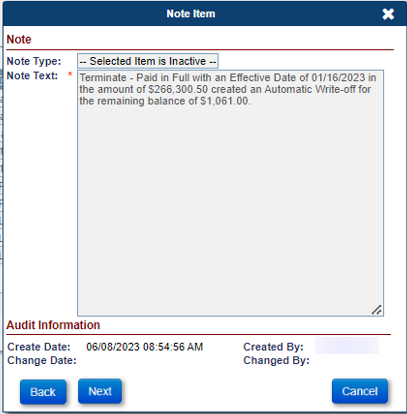 Note Item
Note
Note Type: -- Selected Item is Inactive --
Note Text: * Terminate - Paid in Full with an Effective Date of 01/16/2023 in
the amount of $266,300.50 created an Automatic Write-off for
the remaining balance of $1,061.00.
Audit Information
Create Date: 06/08/2023 08:54:56 AM Created By:
Change Date: Changed By:
Back Next Cancel